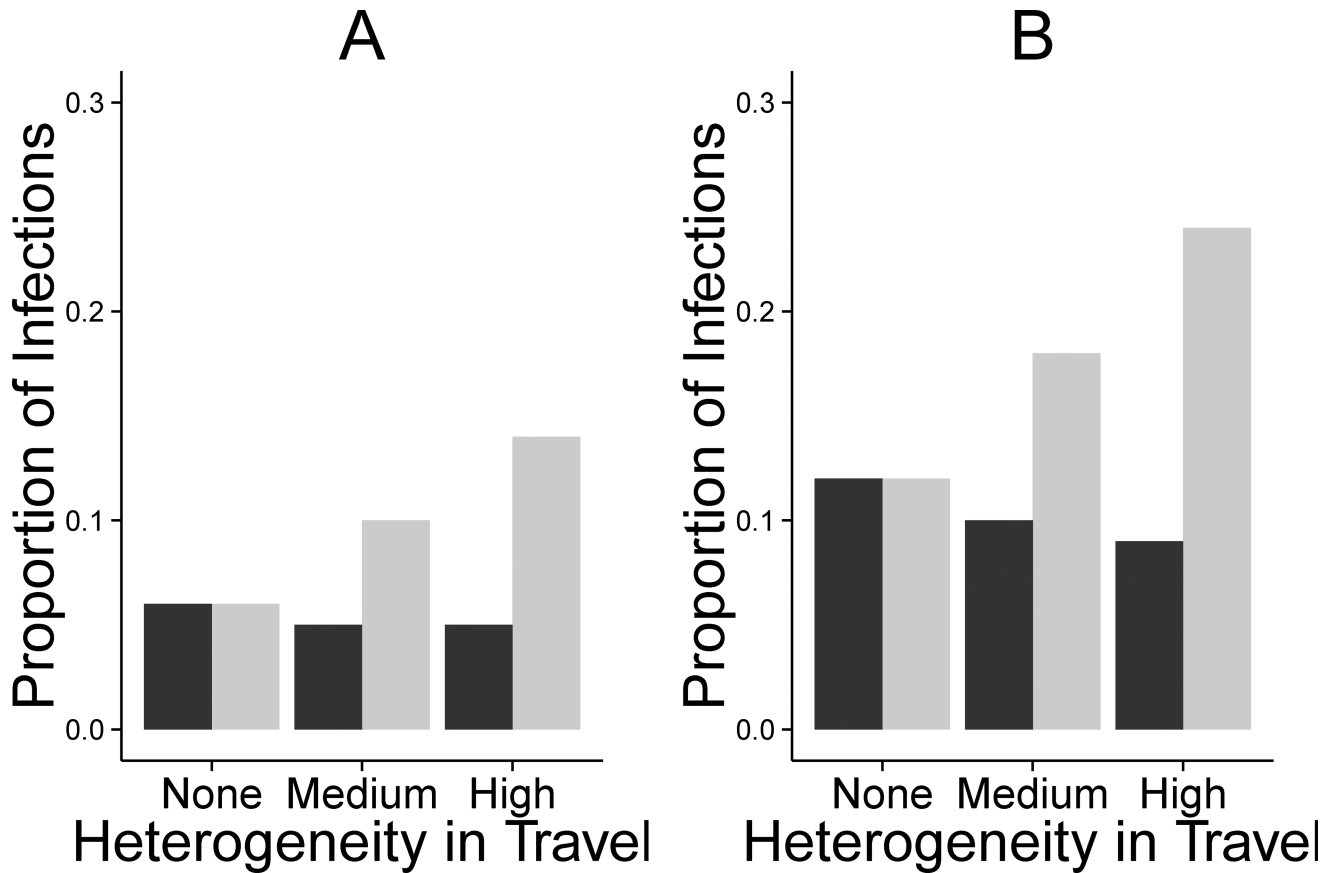 A
0.3
0.2
0.1
0.0
Proportion of Infections
None Medium High
Heterogeneity in Travel
B
0.3
0.2
0.1
0.0
Proportion of Infections
None Medium High
Heterogeneity in Travel